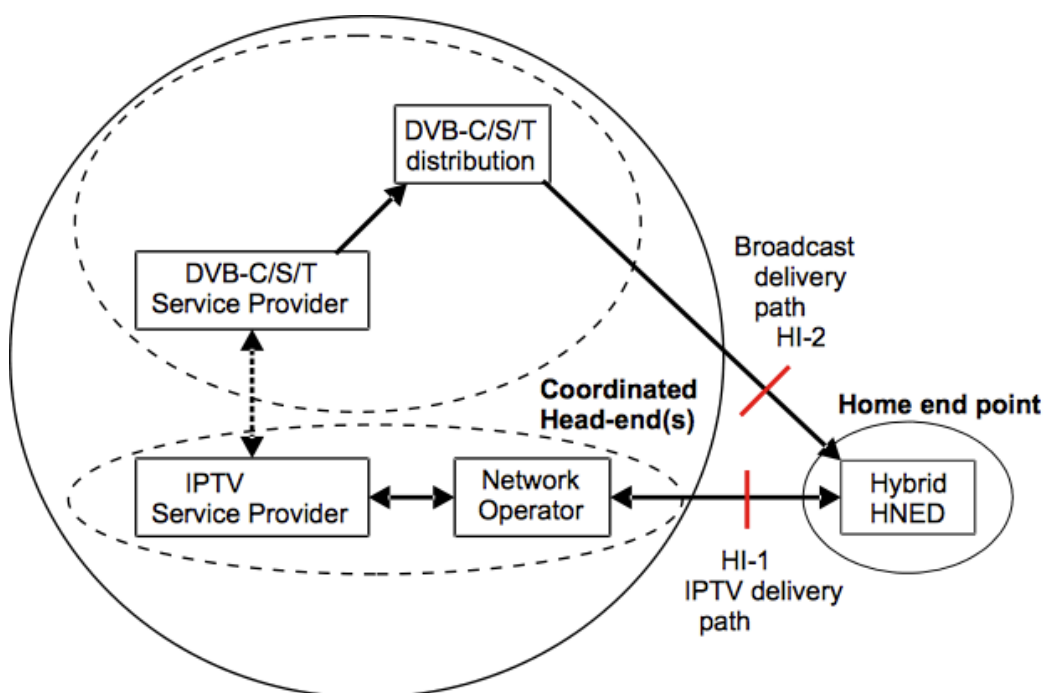 DVB-C/S/T
distribution
DVB-C/S/T
Service Provider
Broadcast
delivery
path
HI-2
Coordinated
Head-end(s)
Home end point
IPTV
Service Provider
Network
Operator
Hybrid
HNED
HI-1
IPTV delivery
path